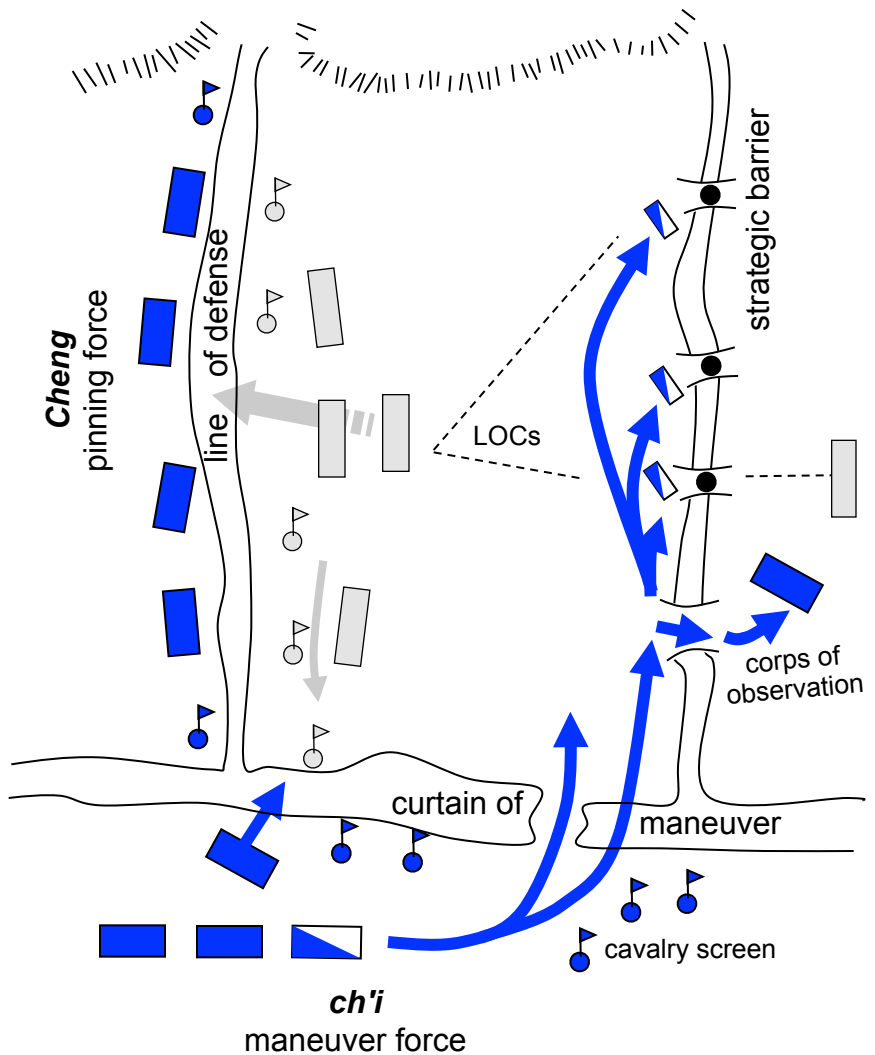 Cheng
pinning force
line of defense
LOCs
strategic barrier
corps of
observation
curtain of maneuver
cavalry screen
ch'i
maneuver force